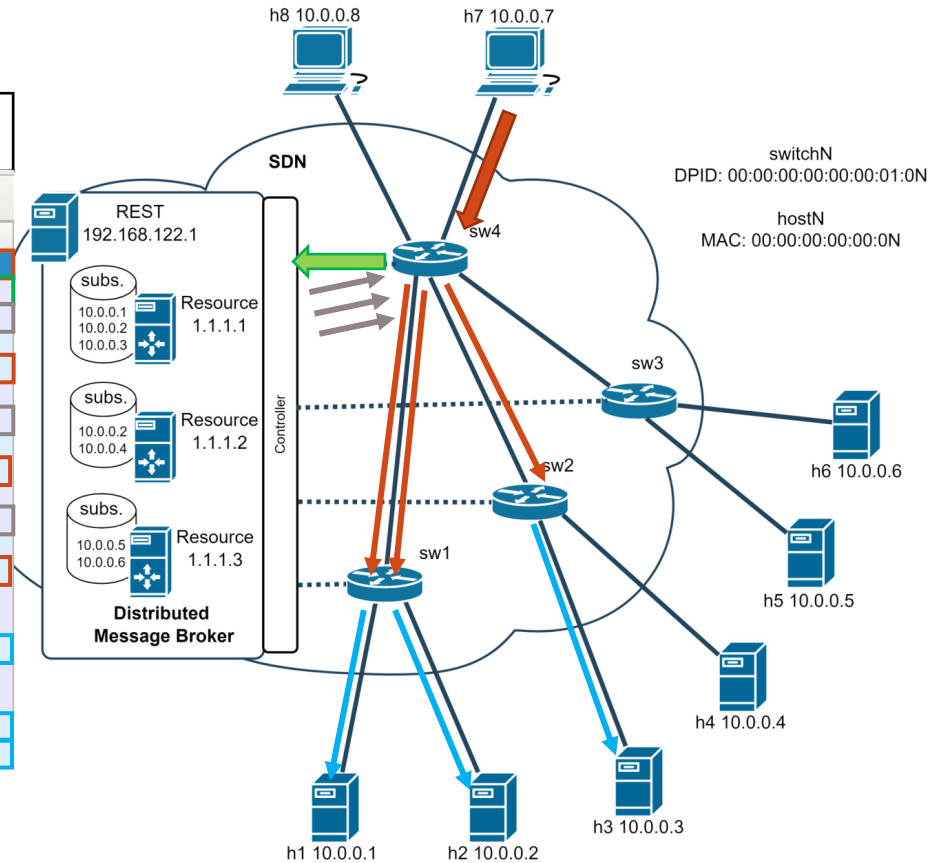 h8 10.0.0.8
h7 10.0.0.7
SDN
switchN
DPID: 00:00:00:00:00:00:01:0N
hostN
MAC: 00:00:00:00:00:0N
REST
192.168.122.1
sw4
subs.
10.0.0.1
10.0.0.2
10.0.0.3
Resource
1.1.1.1
sw3
subs.
10.0.0.2
10.0.0.4
Resource
1.1.1.2
Controller
h6 10.0.0.6
sw2
subs.
10.0.0.5
10.0.0.6
Resource
1.1.1.3
sw1
h5 10.0.0.5
Distributed
Message Broker
h4 10.0.0.4
h3 10.0.0.3
h1 10.0.0.1
h2 10.0.0.2